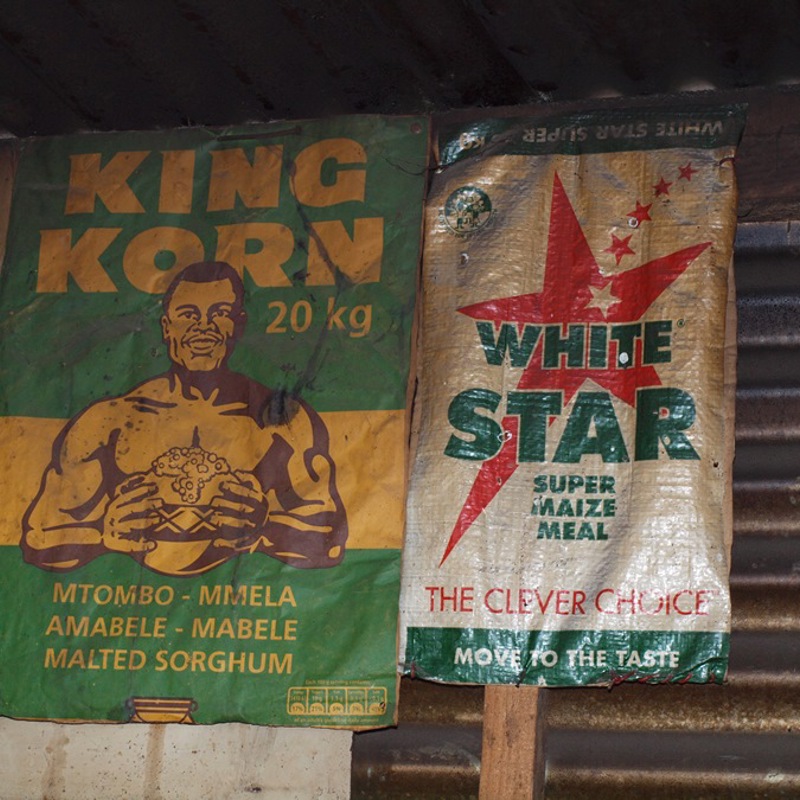 KING
KORN
20 kg
MTOMBO - MMELA
AMABELE - MABELE
MALTED SORGHUM
WHITE STAR SUPER
KG
WHITE®
STAR
SUPER
MAIZE
MEAL
THE CLEVER CHOICE
MOVE TO THE TASTE